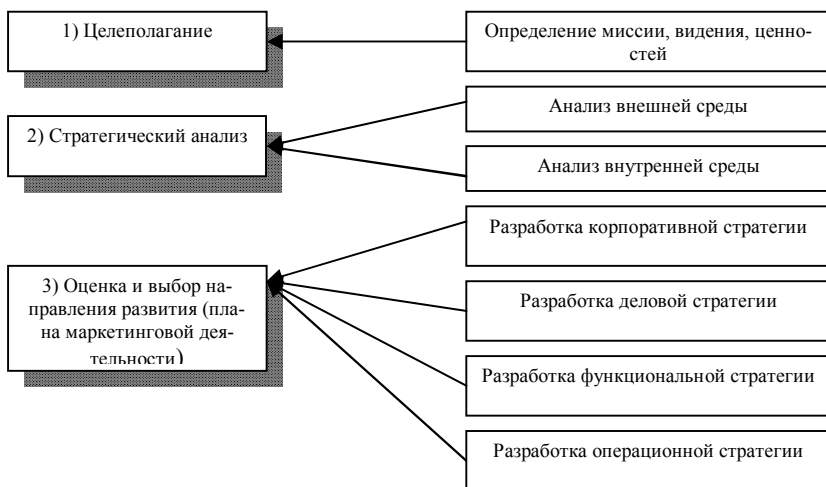 1) Целеполагание
Определение миссии, видения, ценно-
стей
2) Стратегический анализ
Анализ внешней среды
Анализ внутренней среды
3) Оценка и выбор на-
правления развития (пла-
на маркетинговой дея-
тельности)
Разработка корпоративной стратегии
Разработка деловой стратегии
Разработка функциональной стратегии
Разработка операционной стратегии